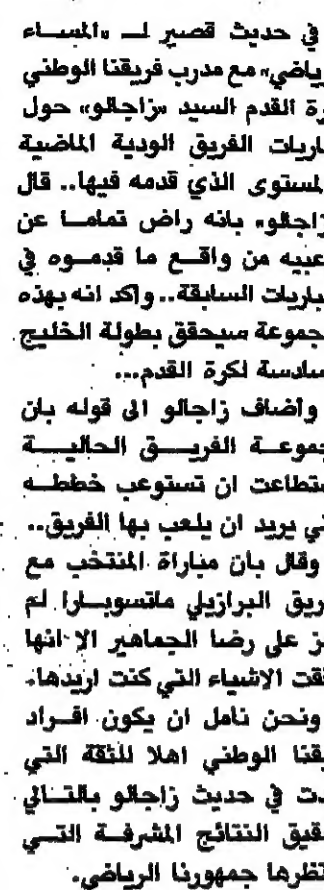 في حديث قصير لـ «المساء
رياضي» مع مدرب فريقنا الوطني
رة القدم السيد «زاجالو» حول
باريات الفريق الودية الماضية
لمستوى الذي قدمه فيها.. قال
زاجالو» بانه راض تماما عن
عبيه من واقع ما قدموه في
باريات السابقة.. واكد انه بهذه
جموعة سيحقق بطولة الخليج
سادسة لكرة القدم...
وأضاف زاجالو الى قوله بان
جموعة الفريق الحالية
ستطاعت ان تستوعب خططه
تي يريد ان يلعب بها الفريق..
وقال بان مباراة المنتخب مع
ريق البرازيلي ماتسوبارا لم
ز على رضا الجماهير الا انها
قت الاشياء التي كنت اريدها.
ونحن نامل ان يكون افراد
يقنا الوطني اهلا للثقة التي
دت في حديث زاجالو بالتالي
قيق النتائج المشرفة التي
تظرها جمهورنا الرياضي.